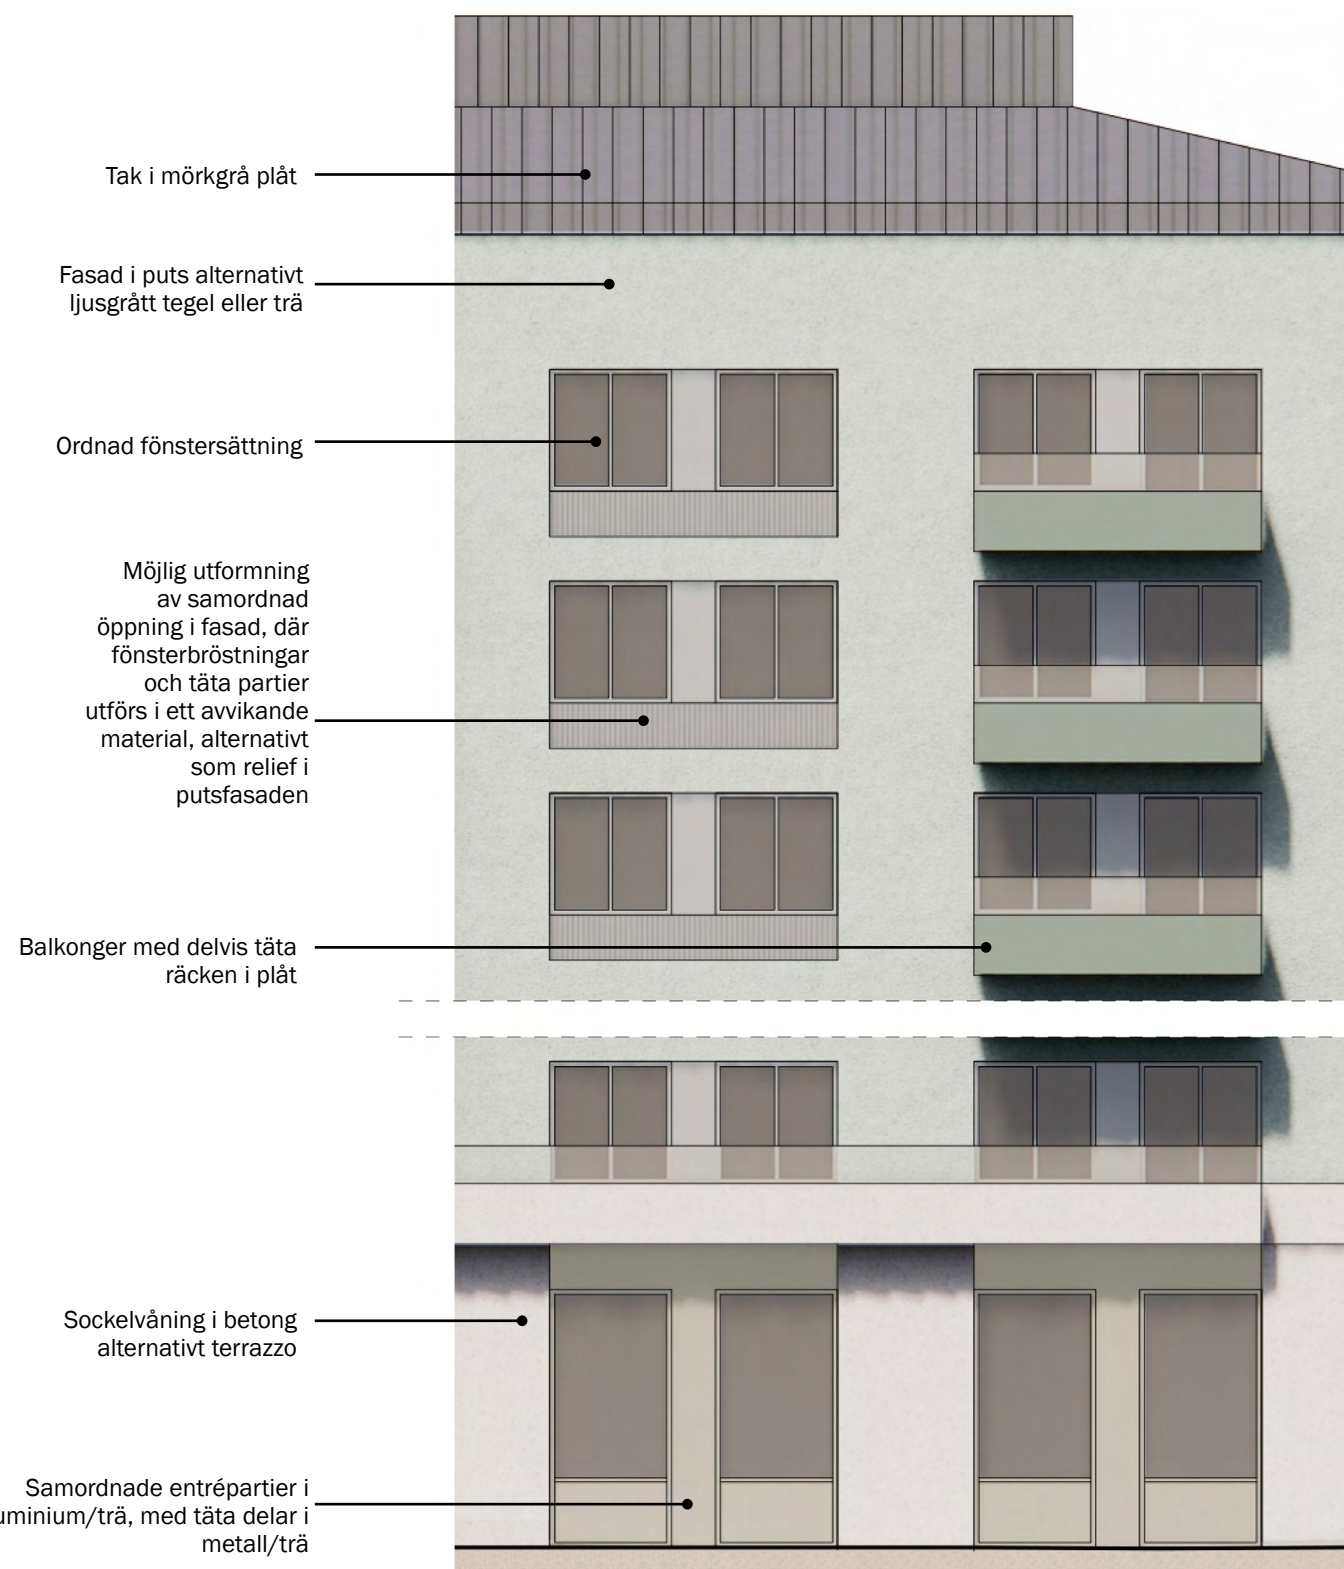 Tak i mörkgrå plåt
Fasad i puts alternativt
ljusgrått tegel eller trä
Ordnad fönstersättning
Möjlig utformning
av samordnad
öppning i fasad, där
fönsterbröstningar
och täta partier
utförs i ett avvikande
material, alternativt
som relief i
putsfasaden
Balkonger med delvis täta
räcken i plåt
Sockelvåning i betong
alternativt terrazzo
Samordnade entrépartier i
uminium/trä, med täta delar i
metall/trä